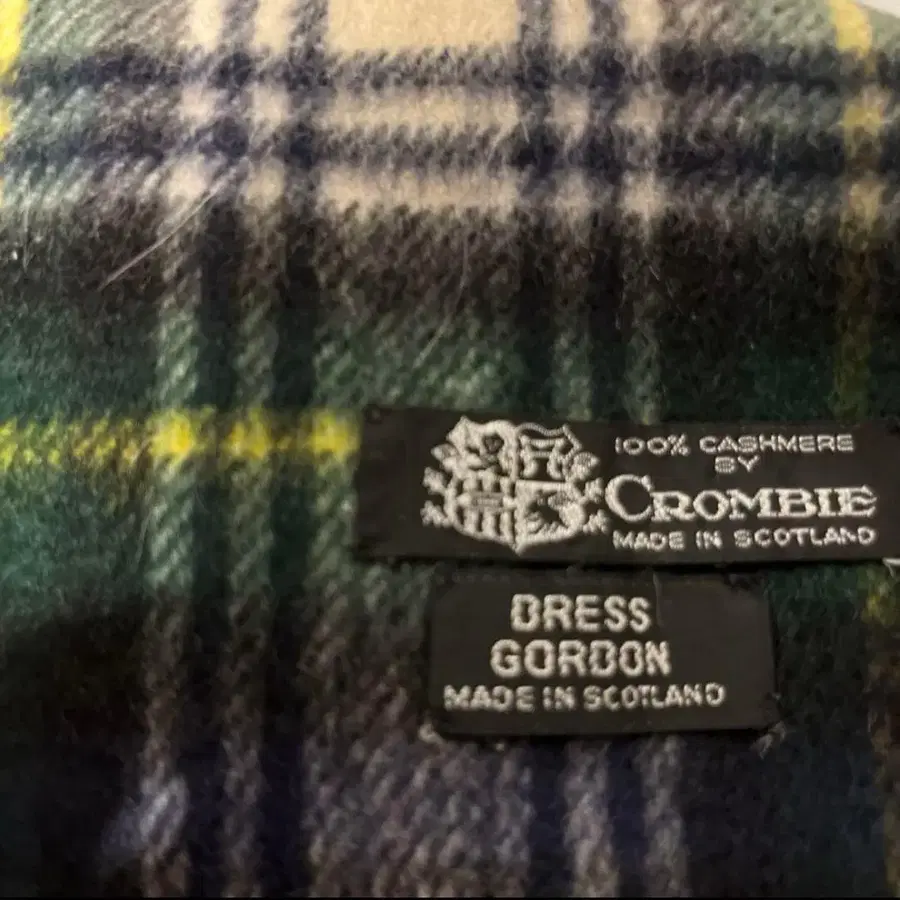 100% CASHMERE
BY
CROMBIE
MADE IN SCOTLAND
DRESS
GORDON
MADE IN SCOTLAND